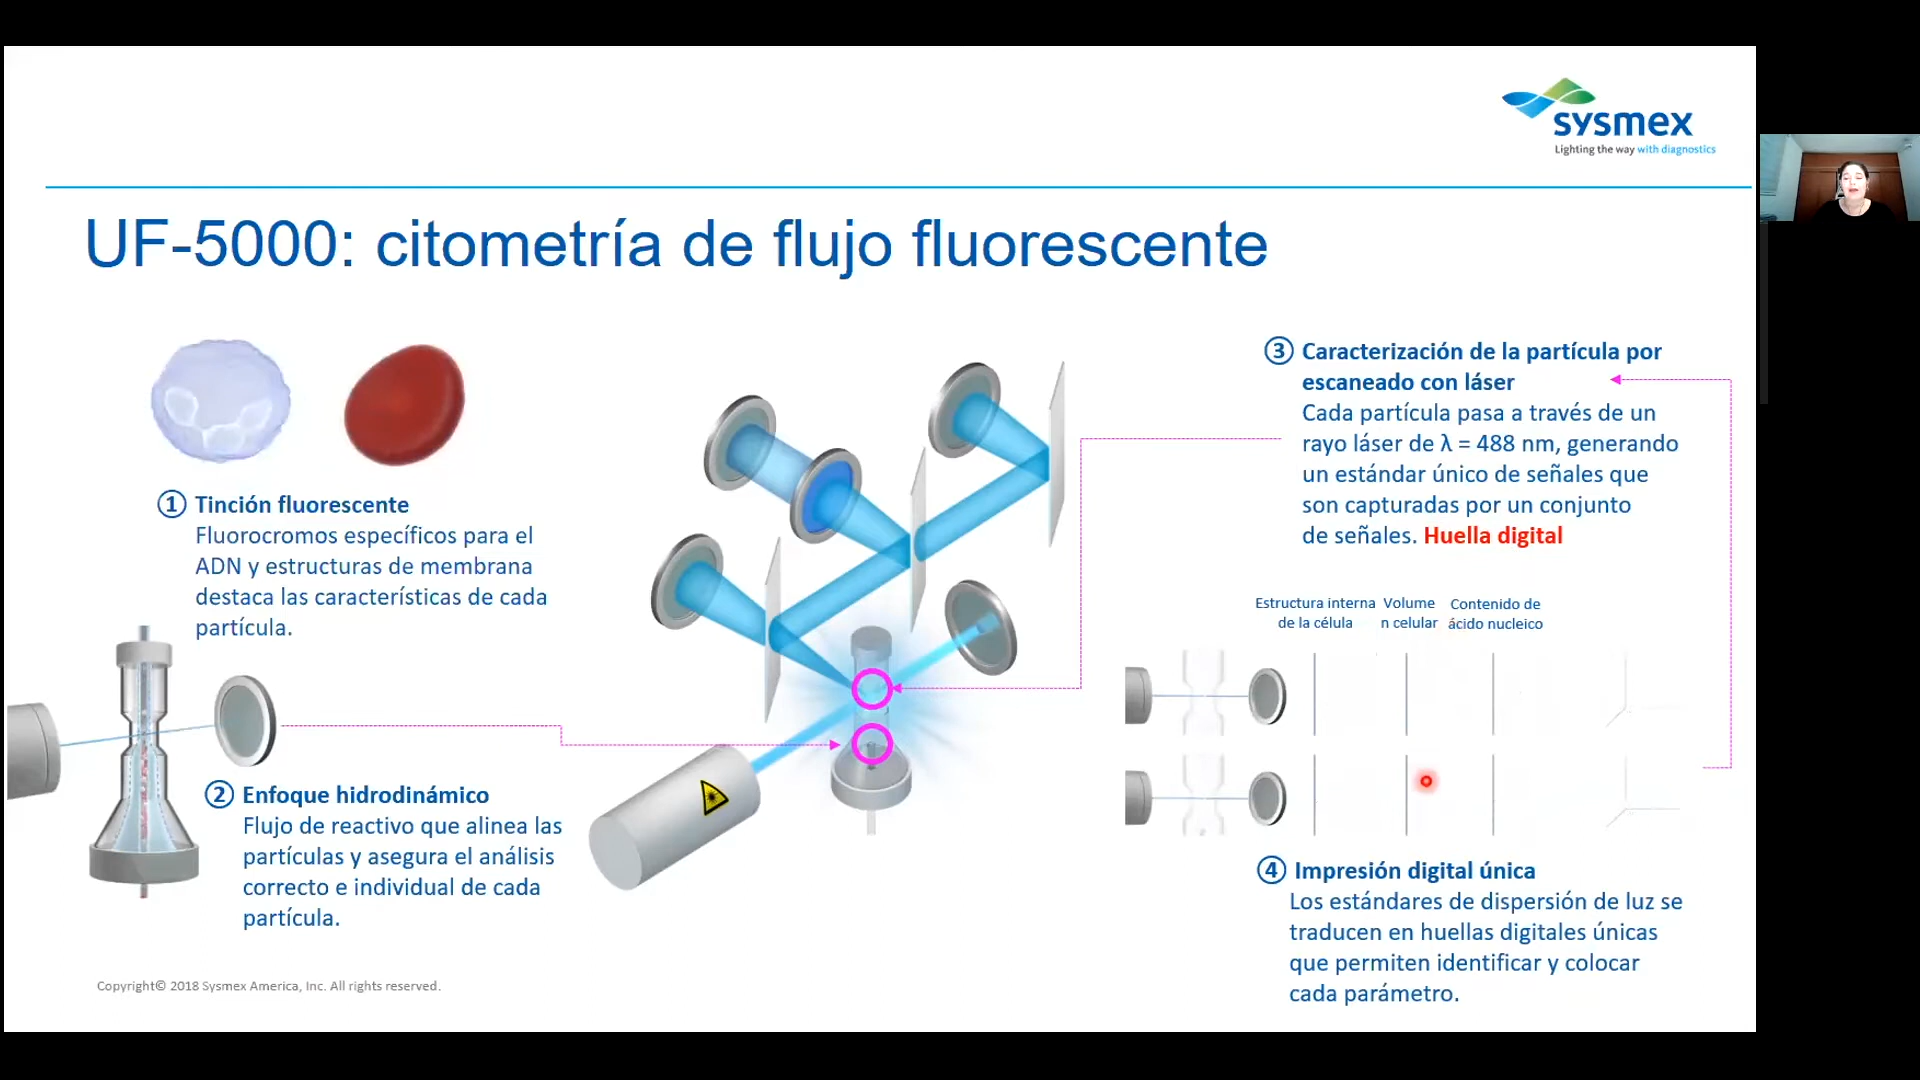 sysmex
Lighting the way with diagnostics
UF-5000: citometría de flujo fluorescente
① Tinción fluorescente
Fluorocromos específicos para el
ADN y estructuras de membrana
destaca las características de cada
partícula.
② Enfoque hidrodinámico
Flujo de reactivo que alinea las
partículas y asegura el análisis
correcto e individual de cada
partícula.
③ Caracterización de la partícula por
escaneado con láser
Cada partícula pasa a través de un
rayo láser de λ = 488 nm, generando
un estándar único de señales que
son capturadas por un conjunto
de señales. Huella digital
Estructura interna
de la célula
Volume
n celular
Contenido de
ácido nucleico
④ Impresión digital única
Los estándares de dispersión de luz se
traducen en huellas digitales únicas
que permiten identificar y colocar
cada parámetro.
Copyright© 2018 Sysmex America, Inc. All rights reserved.